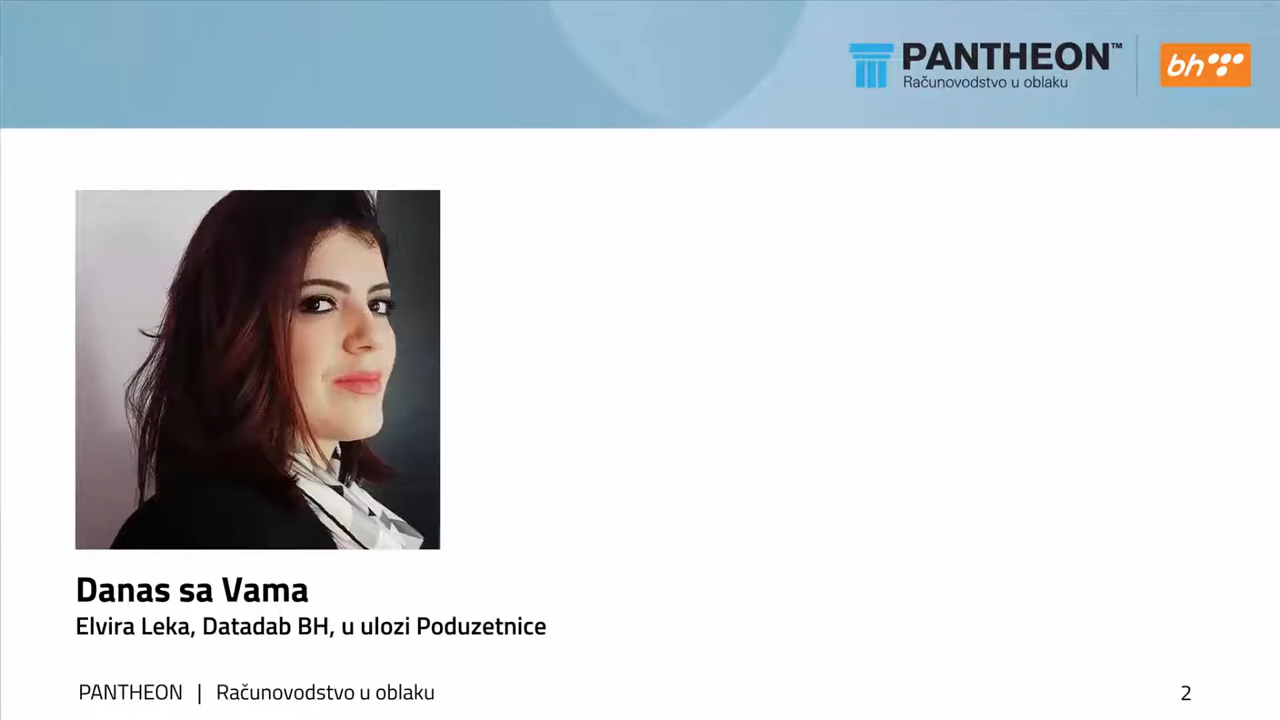 PANTHEON™
Računovodstvo u oblaku
bh
Danas sa Vama
Elvira Leka, Datadab BH, u ulozi Poduzetnice
PANTHEON | Računovodstvo u oblaku
2